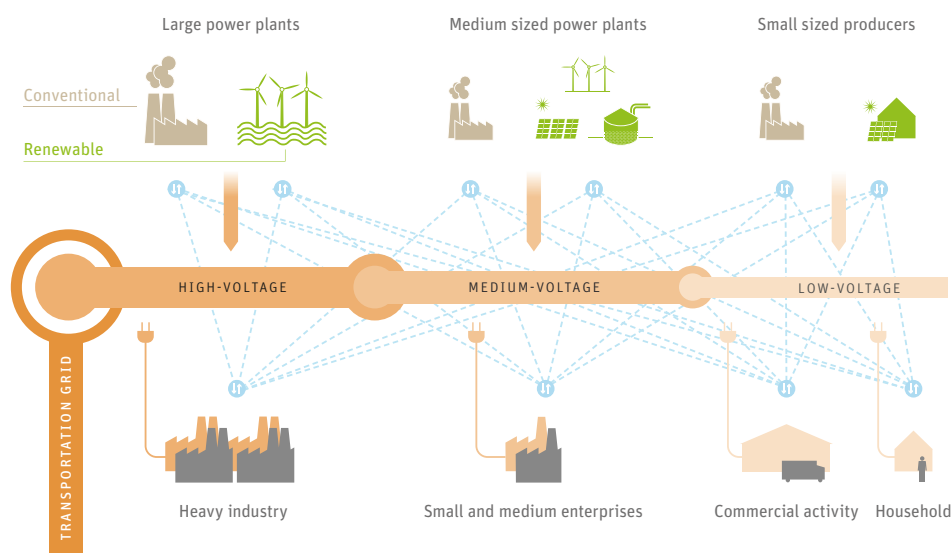 Large power plants
Medium sized power plants
Small sized producers
Conventional
Renewable
HIGH-VOLTAGE
MEDIUM-VOLTAGE
LOW-VOLTAGE
TRANSPORTATION GRID
Heavy industry
Small and medium enterprises
Commercial activity
Household